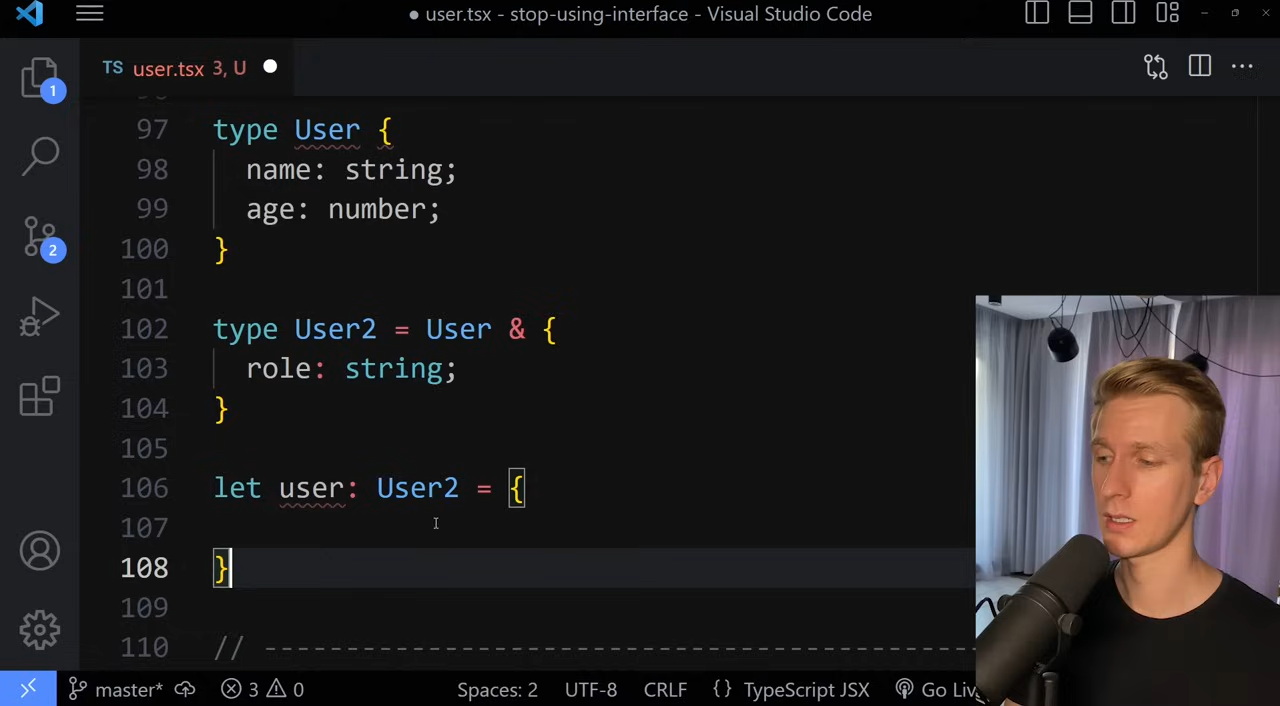 user.tsx - stop-using-interface - Visual Studio Code
TS user.tsx 3, U
1
97 type User {
98 name: string;
99 age: number;
100 }
101
102 type User2 = User & {
103 role: string;
104 }
105
106 let user: User2 = {
107
108 }
109
110 // ------------------------------------------
2
master* 3 0 Spaces: 2 UTF-8 CRLF {} TypeScript JSX Go Liv